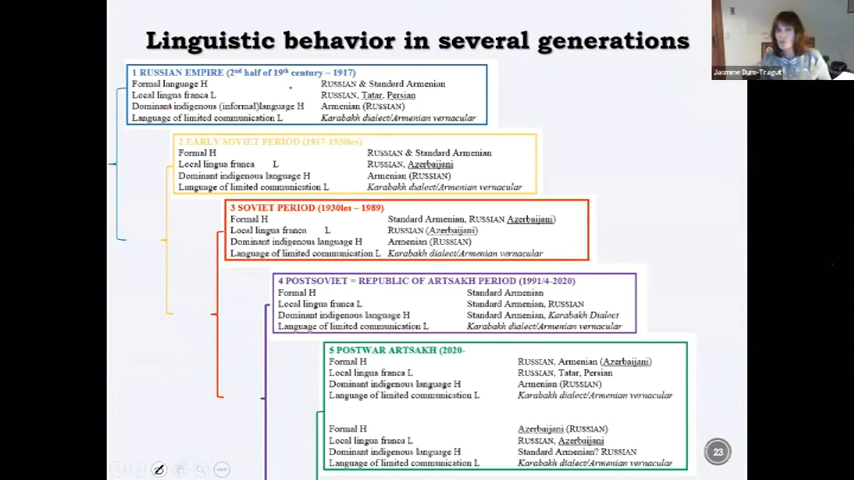 Linguistic behavior in several generations
Jasmine Dum-Tragut
1 RUSSIAN EMPIRE (2nd half of 19th century – 1917)
Formal language H RUSSIAN & Standard Armenian
Local lingua franca L RUSSIAN, Tatar, Persian
Dominant indigenous (informal)language H Armenian (RUSSIAN)
Language of limited communication L Karabakh dialect/Armenian vernacular
2 EARLY SOVIET PERIOD (1917-1930ies)
Formal H RUSSIAN & Standard Armenian
Local lingua franca L RUSSIAN, Azerbaijani
Dominant indigenous language H Armenian (RUSSIAN)
Language of limited communication L Karabakh dialect/Armenian vernacular
3 SOVIET PERIOD (1930Ies – 1989)
Formal H Standard Armenian, RUSSIAN Azerbaijani)
Local lingua franca L RUSSIAN (Azerbaijani)
Dominant indigenous language H Armenian (RUSSIAN)
Language of limited communication L Karabakh dialect/Armenian vernacular
4 POSTSOVIET = REPUBLIC OF ARTSAKH PERIOD (1991/4-2020)
Formal H Standard Armenian
Local lingua franca L Standard Armenian, RUSSIAN
Dominant indigenous language H Standard Armenian, Karabakh Dialect
Language of limited communication L Karabakh dialect/Armenian vernacular
5 POSTWAR ARTSAKH (2020-
Formal H RUSSIAN, Armenian (Azerbaijani)
Local lingua franca L RUSSIAN, Tatar, Persian
Dominant indigenous language H Armenian (RUSSIAN)
Language of limited communication L Karabakh dialect/Armenian vernacular
Formal H Azerbaijani (RUSSIAN)
Local lingua franca L RUSSIAN, Azerbaijani
Dominant indigenous language H Standard Armenian? RUSSIAN
Language of limited communication L Karabakh dialect/Armenian vernacular
23